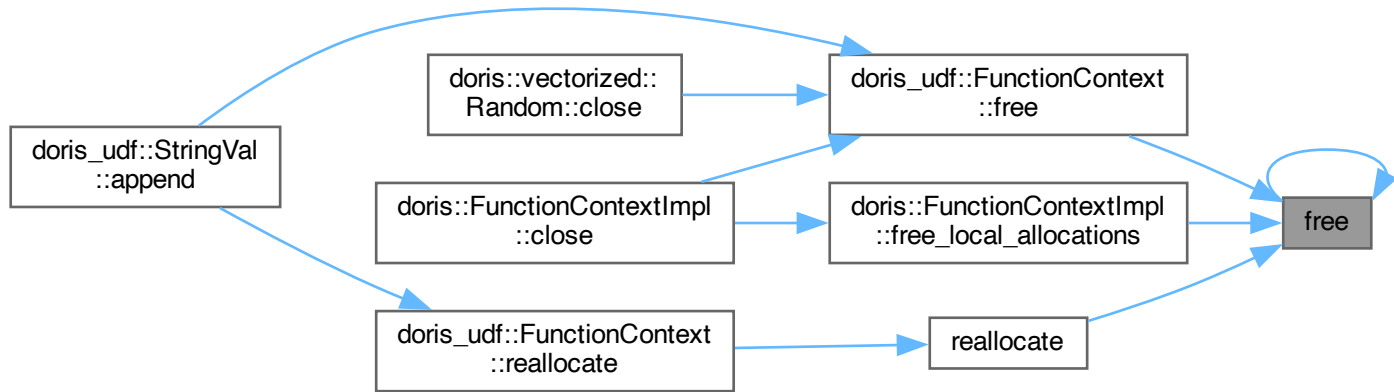 doris_udf::StringVal
::append
doris::vectorized::
Random::close
doris::FunctionContextImpl
::close
doris_udf::FunctionContext
::reallocate
doris_udf::FunctionContext
::free
doris::FunctionContextImpl
::free_local_allocations
reallocate
free